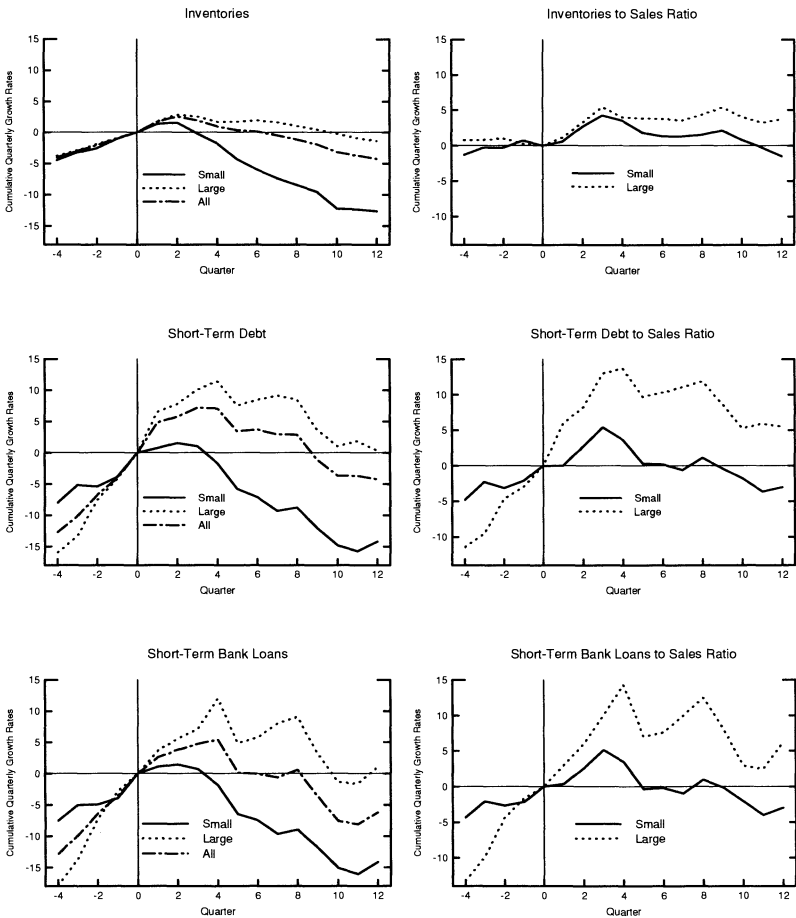 Inventories
Cumulative Quarterly Growth Rates
15
10
5
0
-5
-10
-15
Small
Large
All
-4 -2 0 2 4 6 8 10 12
Quarter
Inventories to Sales Ratio
Cumulative Quarterly Growth Rates
15
10
5
0
-5
-10
Small
Large
-4 -2 0 2 4 6 8 10 12
Quarter
Short-Term Debt
Cumulative Quarterly Growth Rates
15
10
5
0
-5
-10
-15
Small
Large
All
-4 -2 0 2 4 6 8 10 12
Quarter
Short-Term Debt to Sales Ratio
Cumulative Quarterly Growth Rates
15
10
5
0
-5
-10
Small
Large
-4 -2 0 2 4 6 8 10 12
Quarter
Short-Term Bank Loans
Cumulative Quarterly Growth Rates
15
10
5
0
-5
-10
-15
Small
Large
All
-4 -2 0 2 4 6 8 10 12
Quarter
Short-Term Bank Loans to Sales Ratio
Cumulative Quarterly Growth Rates
15
10
5
0
-5
-10
Small
Large
-4 -2 0 2 4 6 8 10 12
Quarter